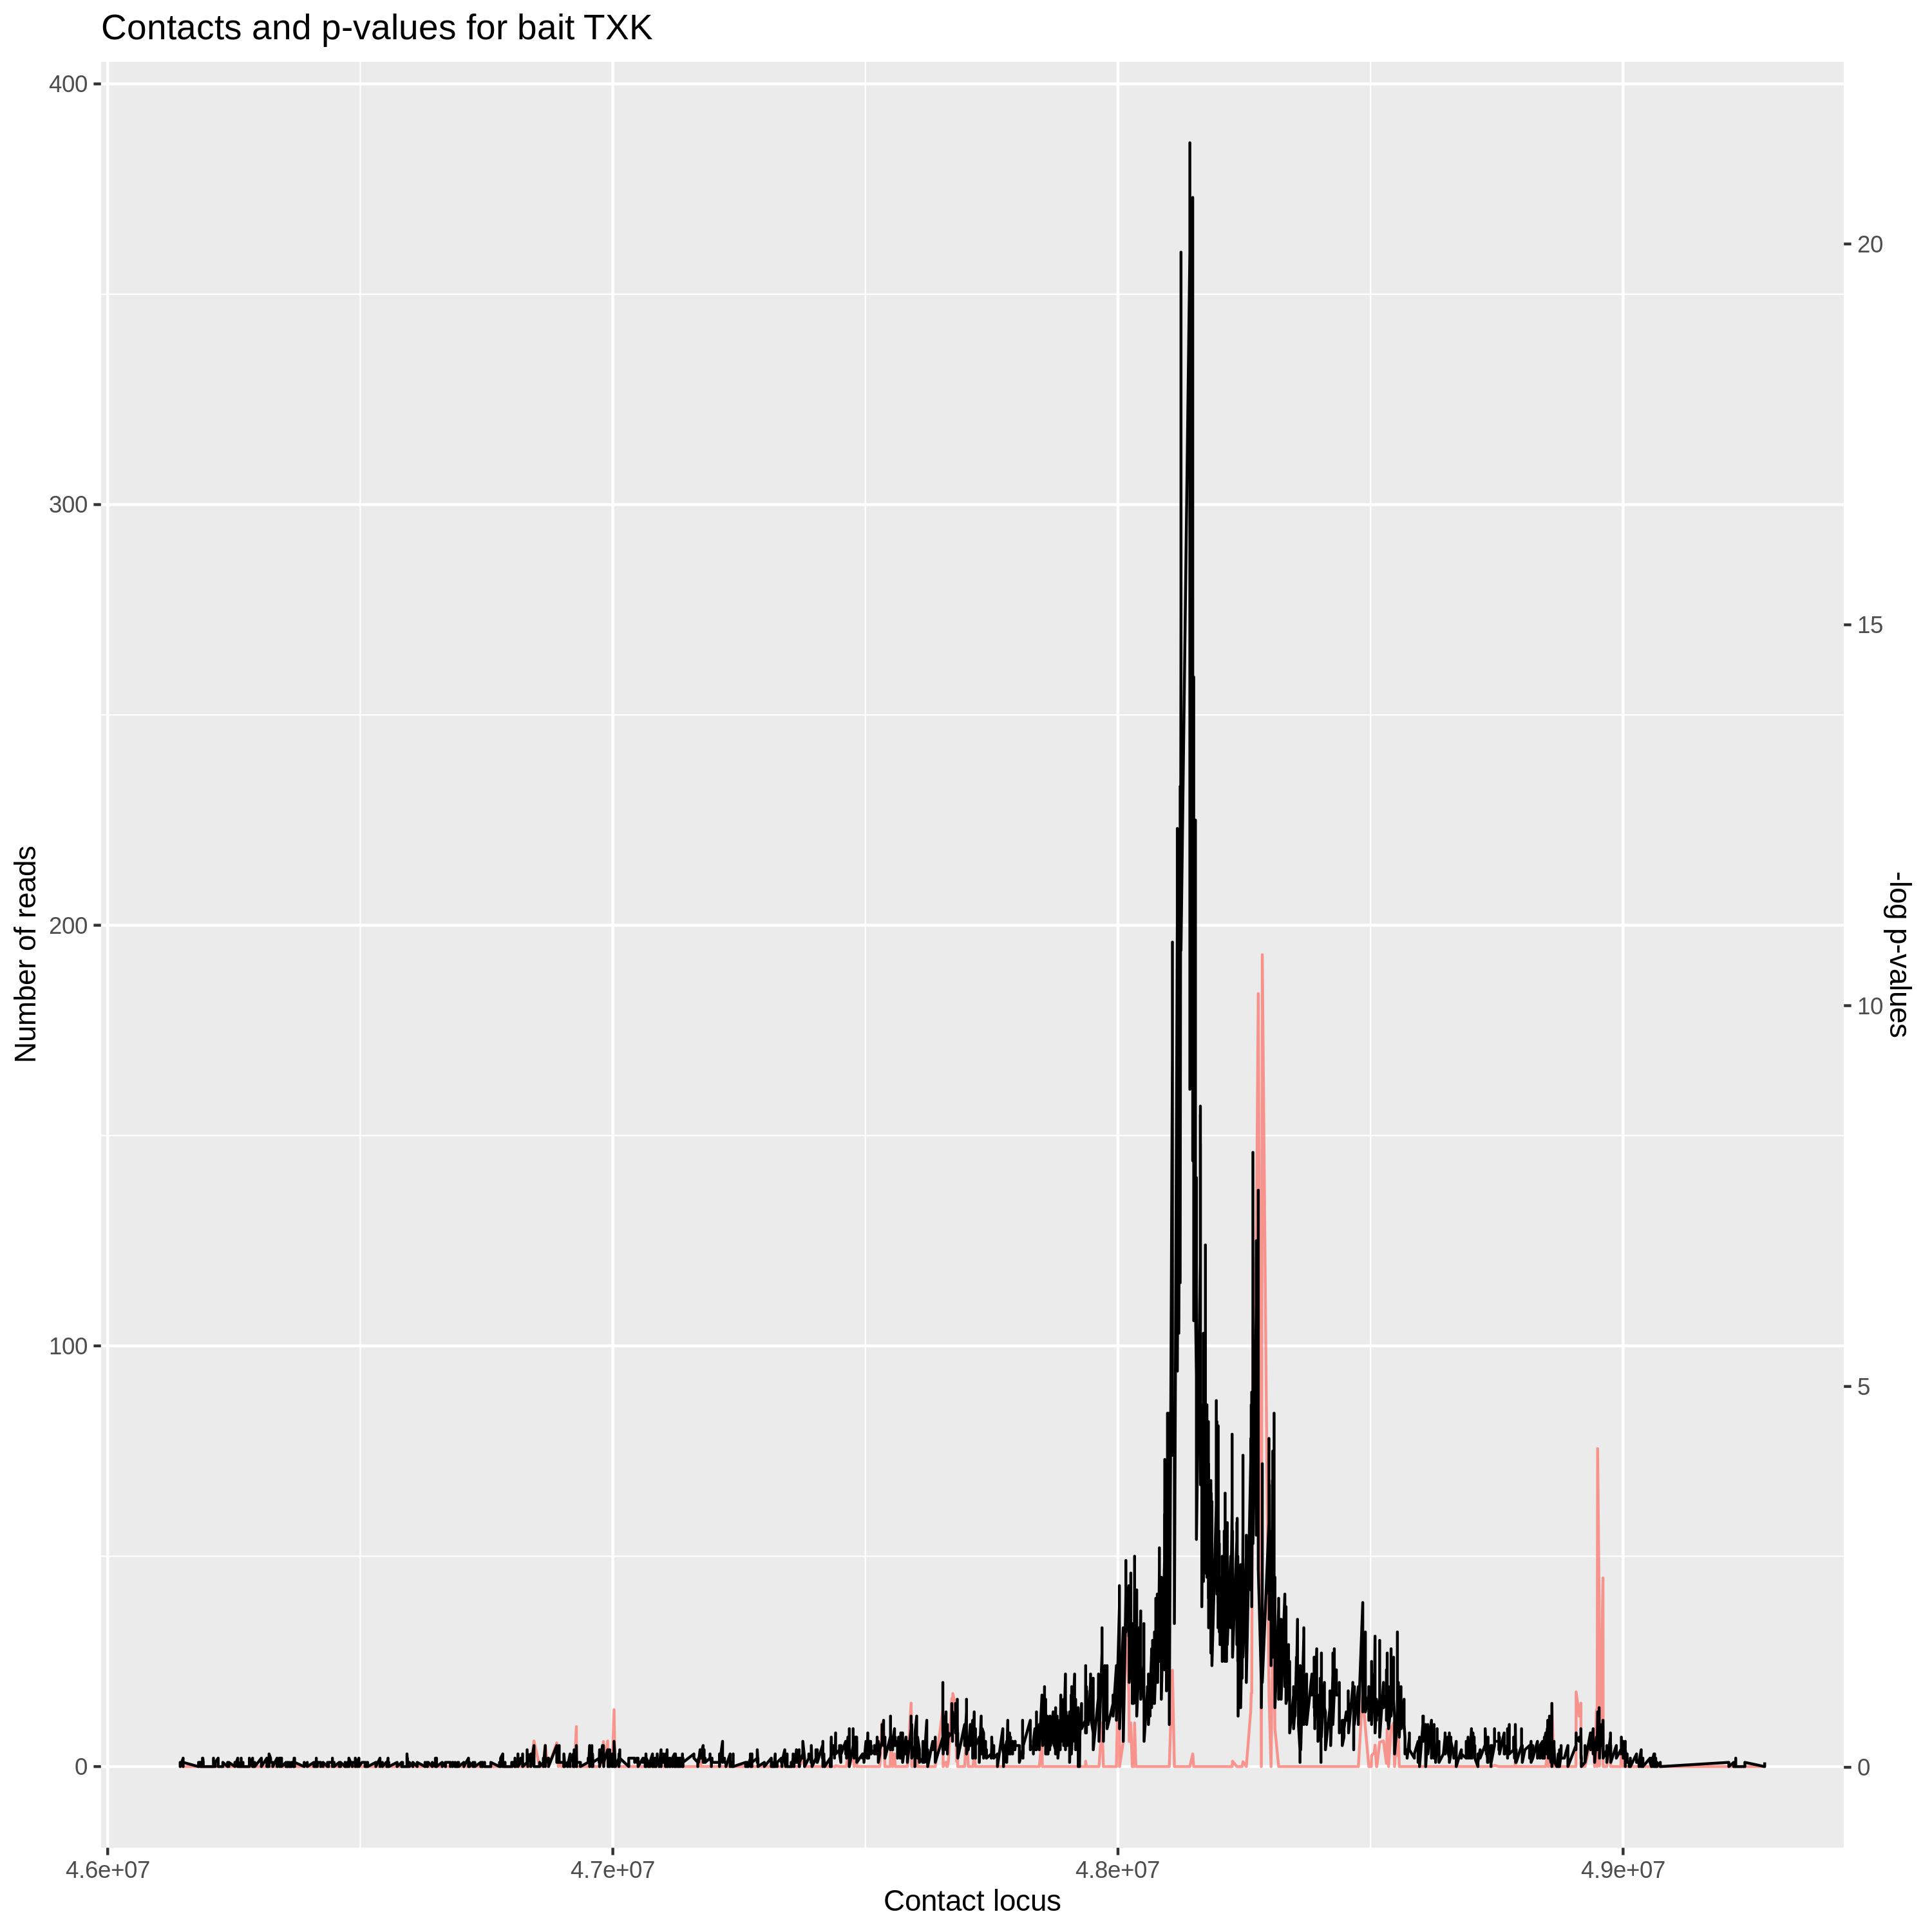 Contacts and p-values for bait TXK
400
300
200
100
0
Number of reads
20
15
10
5
0
-log p-values
4.6e+07
4.7e+07
4.8e+07
4.9e+07
Contact locus